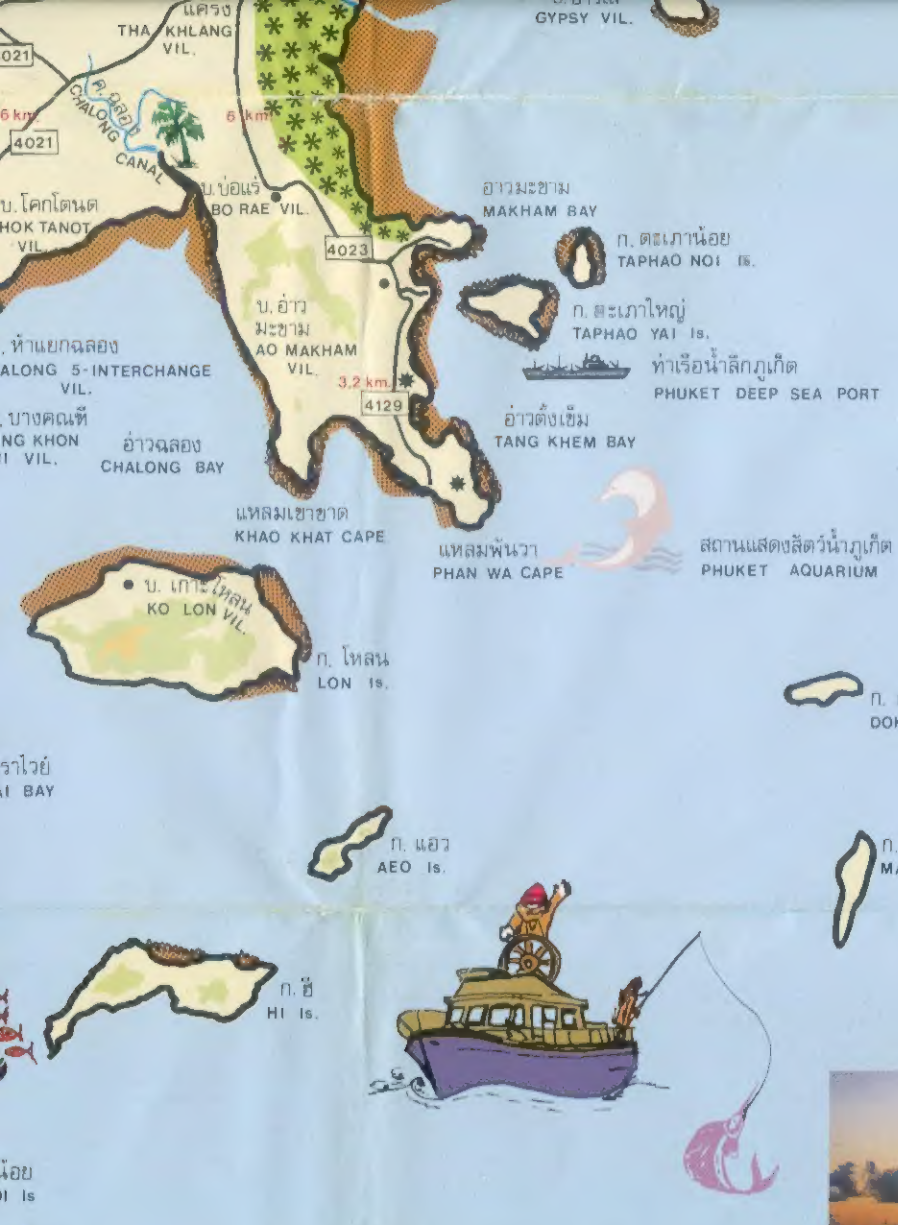 แครง
THA KHLANG
VIL.
GYPSY VIL.
4021
ค. ฉลอง
CHALONG CANAL
6 km.
6 km.
4021
บ. โคกโตนด
HOK TANOT
VIL.
บ. บ่อแร่
BO RAE VIL.
อ่าวมะขาม
MAKHAM BAY
4023
ก. ตะเภาน้อย
TAPHAO NOI Is.
บ. อ่าว
มะขาม
AO MAKHAM
VIL.
ก. ตะเภาใหญ่
TAPHAO YAI Is.
ห้าแยกฉลอง
ALONG 5-INTERCHANGE
VIL.
3.2 km.
4129
ท่าเรือน้ำลึกภูเก็ต
PHUKET DEEP SEA PORT
บางคณฑี
NG KHON
I VIL.
อ่าวฉลอง
CHALONG BAY
อ่าวตั้งเข็ม
TANG KHEM BAY
แหลมเขาขาด
KHAO KHAT CAPE
แหลมพันวา
PHAN WA CAPE
สถานแสดงสัตว์น้ำภูเก็ต
PHUKET AQUARIUM
บ. เกาะโหลน
KO LON VIL.
ก. โหลน
LON Is.
ก.
DOK
ราไวย์
AI BAY
ก. แอว
AEO Is.
ก.
MA
ก. ฮี
HI Is.
น้อย
OI Is